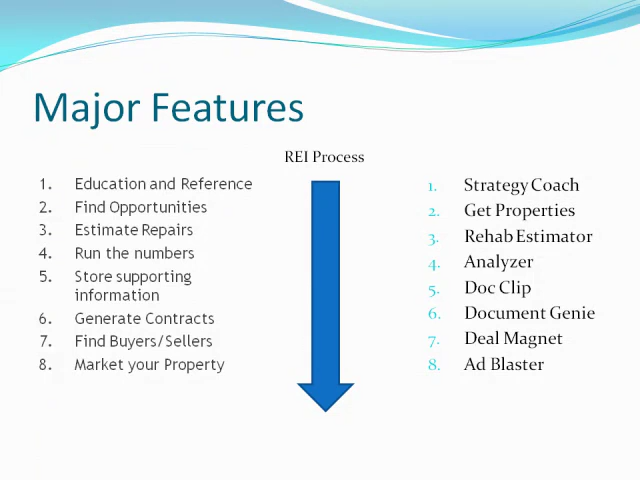 Major Features
REI Process
1. Education and Reference
2. Find Opportunities
3. Estimate Repairs
4. Run the numbers
5. Store supporting
information
6. Generate Contracts
7. Find Buyers/Sellers
8. Market your Property
1. Strategy Coach
2. Get Properties
3. Rehab Estimator
4. Analyzer
5. Doc Clip
6. Document Genie
7. Deal Magnet
8. Ad Blaster